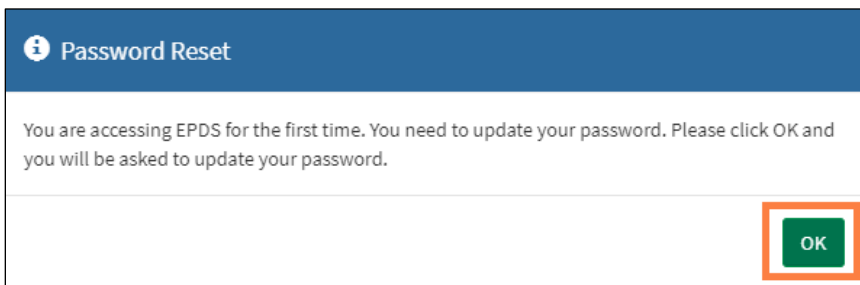 Password Reset
You are accessing EPDS for the first time. You need to update your password. Please click OK and
you will be asked to update your password.
OK